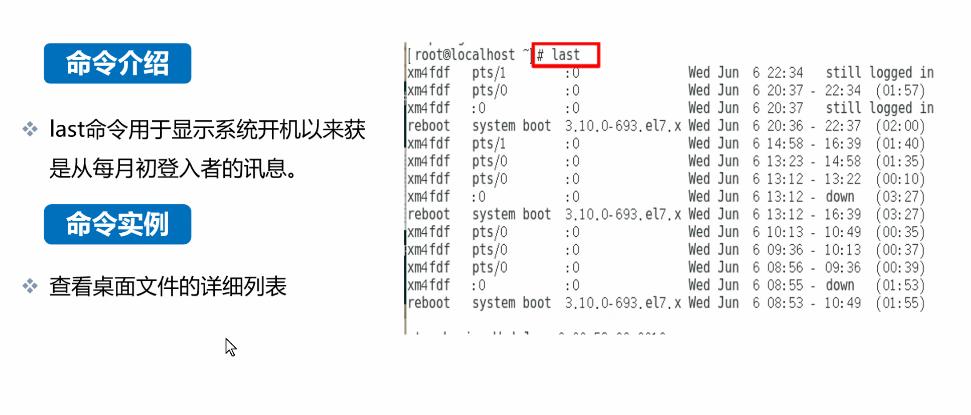 命令介绍
last命令用于显示系统开机以来获
是从每月初登入者的讯息。
命令实例
查看桌面文件的详细列表
[root@localhost ~]# last
xm4fdf pts/1 :0 Wed Jun 6 22:34 still logged in
xm4fdf pts/0 :0 Wed Jun 6 20:37 - 22:34 (01:57)
xm4fdf :0 :0 Wed Jun 6 20:37 still logged in
reboot system boot 3.10.0-693.el7.x Wed Jun 6 20:36 - 22:37 (02:00)
xm4fdf pts/1 :0 Wed Jun 6 14:58 - 16:39 (01:40)
xm4fdf pts/0 :0 Wed Jun 6 13:23 - 14:58 (01:35)
xm4fdf pts/0 :0 Wed Jun 6 13:12 - 13:22 (00:10)
xm4fdf :0 :0 Wed Jun 6 13:12 - down (03:27)
reboot system boot 3.10.0-693.el7.x Wed Jun 6 13:12 - 16:39 (03:27)
xm4fdf pts/0 :0 Wed Jun 6 10:13 - 10:49 (00:35)
xm4fdf pts/0 :0 Wed Jun 6 09:36 - 10:13 (00:37)
xm4fdf pts/0 :0 Wed Jun 6 08:56 - 09:36 (00:39)
xm4fdf :0 :0 Wed Jun 6 08:56 - down (01:53)
reboot system boot 3.10.0-693.el7.x Wed Jun 6 08:53 - 10:49 (01:55)